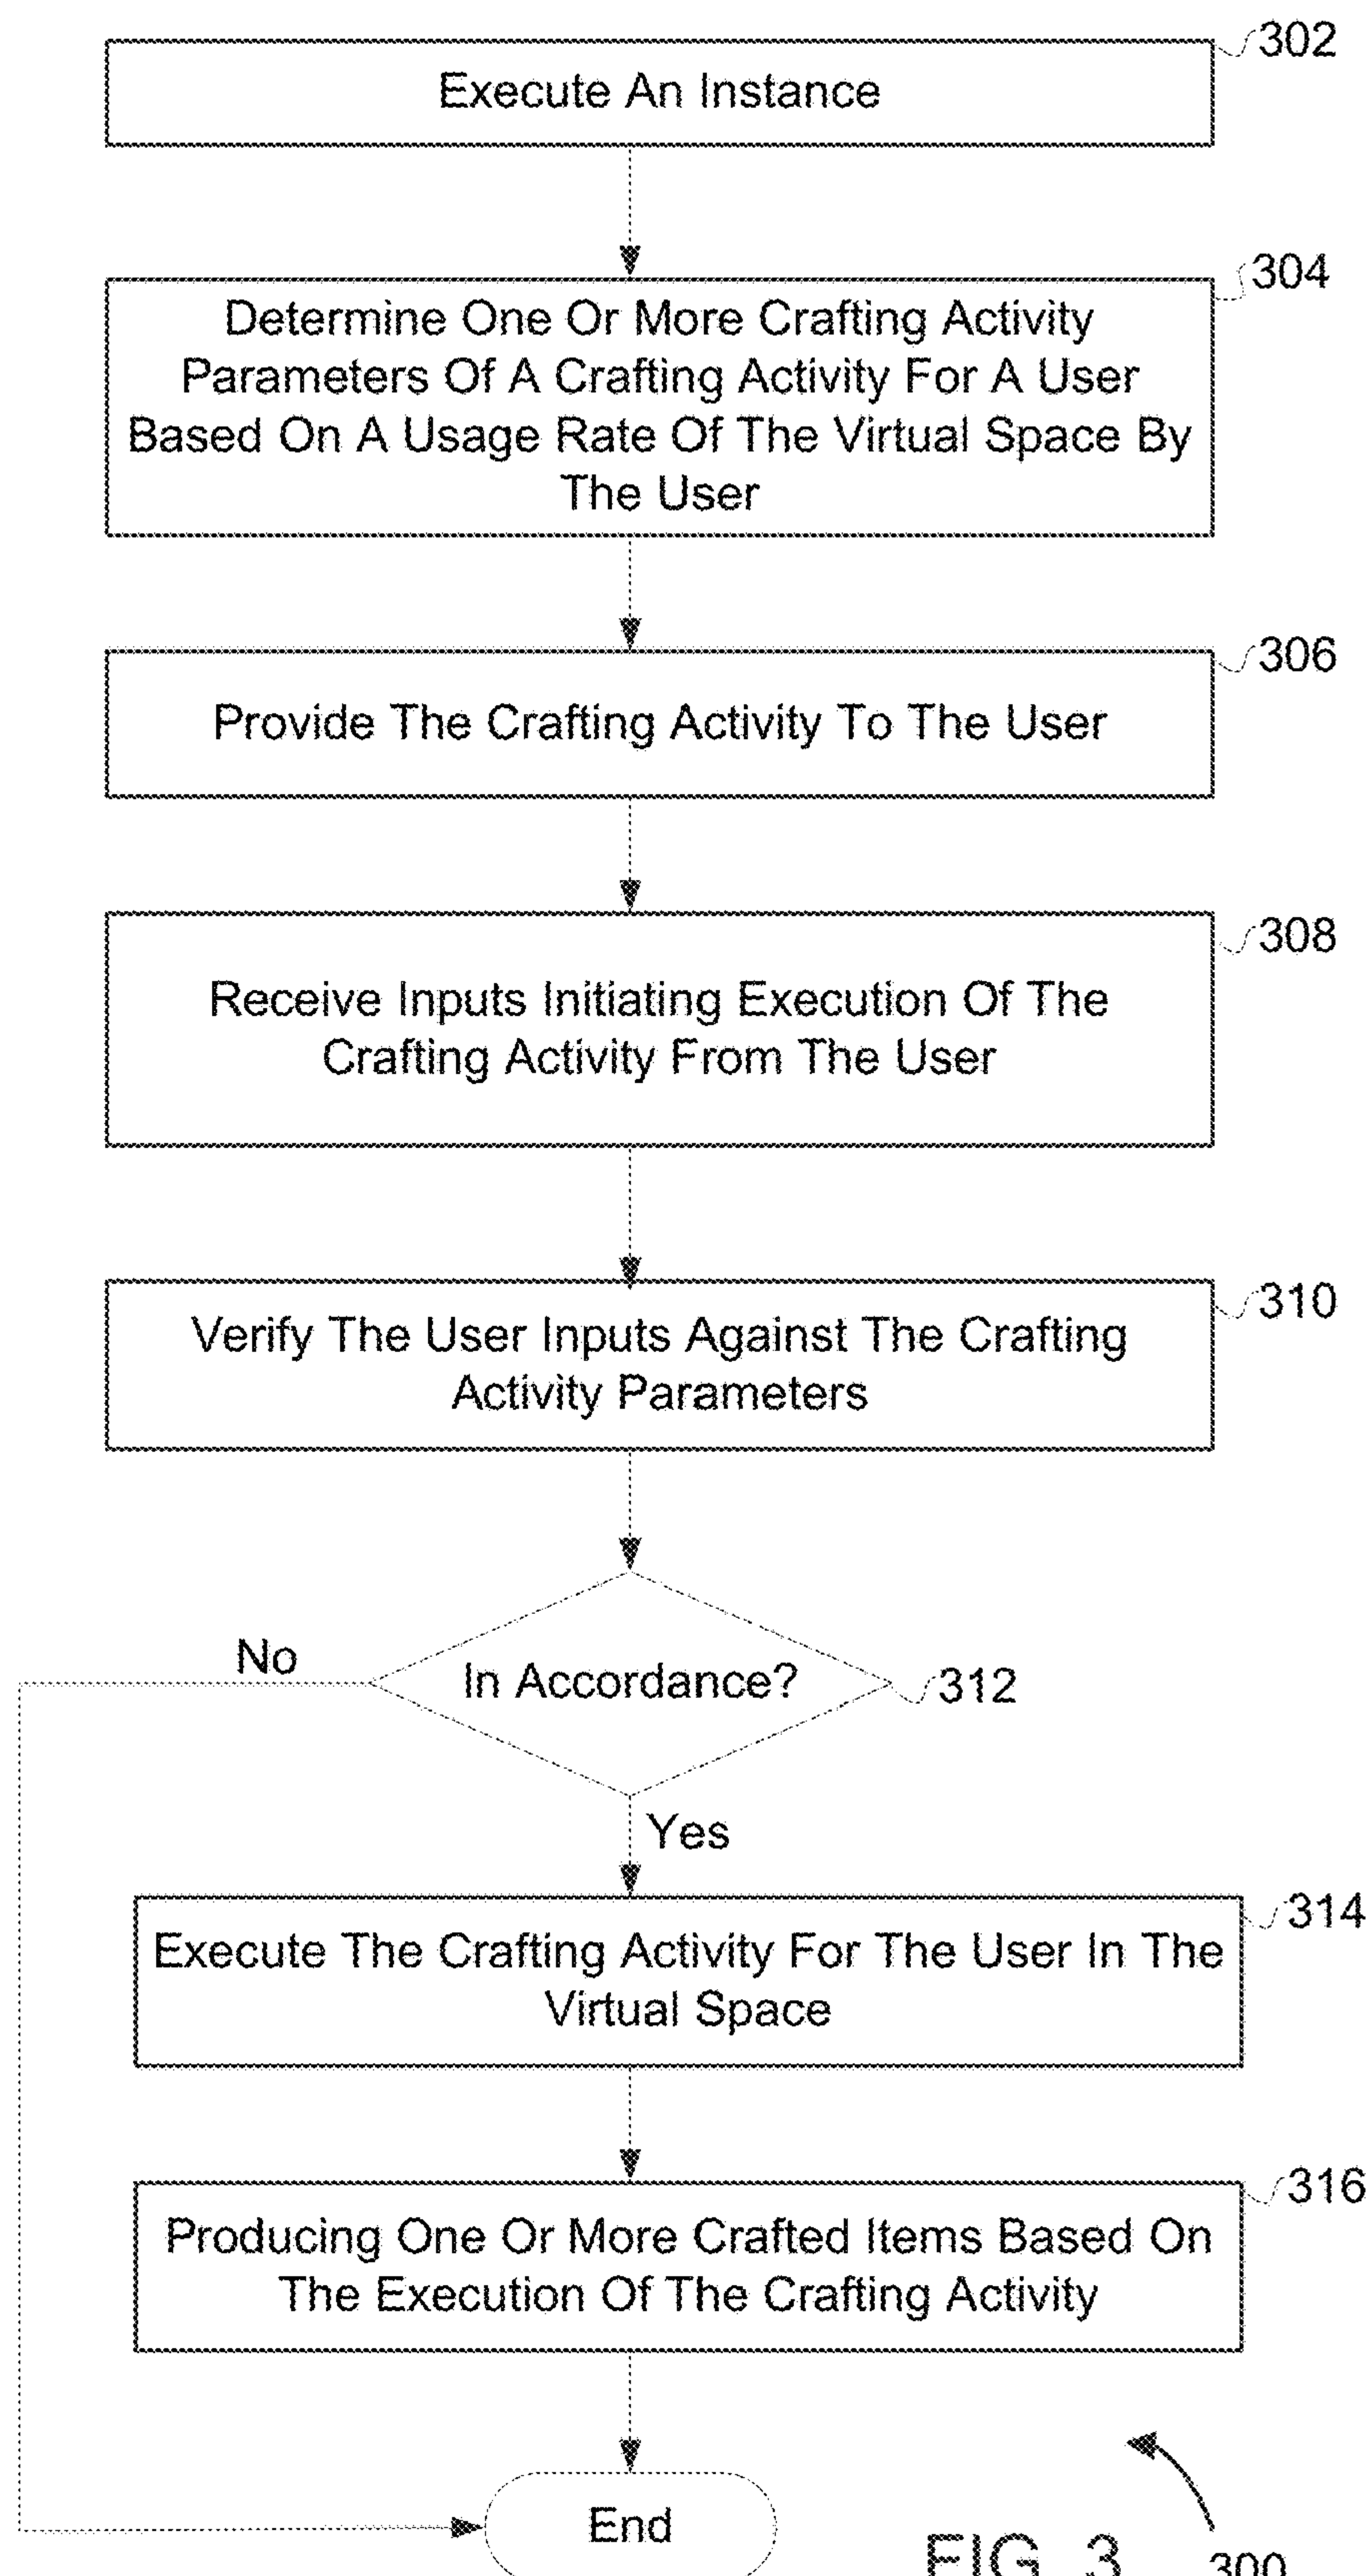 302
Execute An Instance
304
Determine One Or More Crafting Activity
Parameters Of A Crafting Activity For A User
Based On A Usage Rate Of The Virtual Space By
The User
306
Provide The Crafting Activity To The User
308
Receive Inputs Initiating Execution Of The
Crafting Activity From The User
310
Verify The User Inputs Against The Crafting
Activity Parameters
No
In Accordance?
312
Yes
314
Execute The Crafting Activity For The User In The
Virtual Space
316
Producing One Or More Crafted Items Based On
The Execution Of The Crafting Activity
End
FIG. 3
300